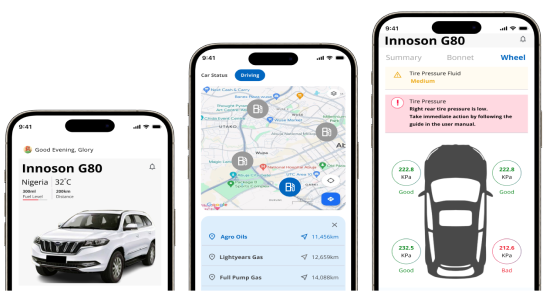 9:41
Good Evening, Glory
Innoson G80
Nigeria 32°C
20km 200km
Fuel Level Distance
9:41
Car Status Driving
UTAKO
Wuse
Agro Oils 11,456km
Lightyears Gas 12,659km
Full Pump Gas 14,088km
9:41
Innoson G80
Summary Bonnet Wheel
Tire Pressure Fluid
Medium
Tire Pressure
Right rear tire pressure is low.
Take immediate action by following the
guide in the user manual.
222.8 222.8
KPa KPa
Good Good
232.5 212.6
KPa KPa
Good Bad